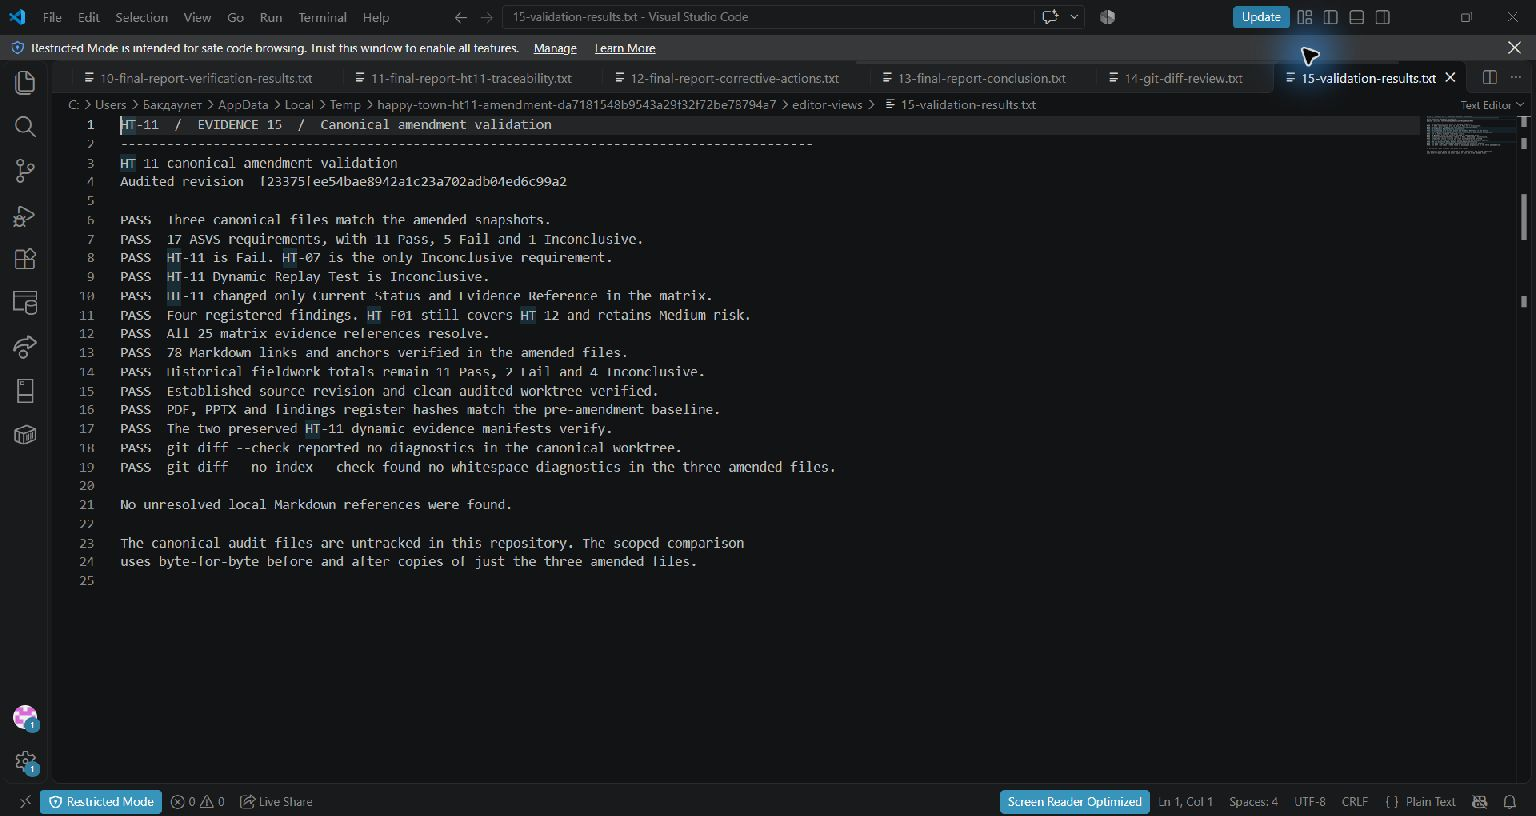 File Edit Selection View Go Run Terminal Help
15-validation-results.txt - Visual Studio Code
Update
Restricted Mode is intended for safe code browsing. Trust this window to enable all features. Manage Learn More
10-final-report-verification-results.txt 11-final-report-ht11-traceability.txt 12-final-report-corrective-actions.txt 13-final-report-conclusion.txt 14-git-diff-review.txt 15-validation-results.txt
C: > Users > Бакдаулет > AppData > Local > Temp > happy-town-ht11-amendment-da7181548b9543a29f32f72be78794a7 > editor-views > 15-validation-results.txt
Text Editor
1 HT-11 / EVIDENCE 15 / Canonical amendment validation
2 ------------------------------------------------------------------------------------------
3 HT 11 canonical amendment validation
4 Audited revision f23375fee54bae8942a1c23a702adb04ed6c99a2
5
6 PASS Three canonical files match the amended snapshots.
7 PASS 17 ASVS requirements, with 11 Pass, 5 Fail and 1 Inconclusive.
8 PASS HT-11 is Fail. HT-07 is the only Inconclusive requirement.
9 PASS HT-11 Dynamic Replay Test is Inconclusive.
10 PASS HT-11 changed only Current Status and Evidence Reference in the matrix.
11 PASS Four registered findings. HT F01 still covers HT 12 and retains Medium risk.
12 PASS All 25 matrix evidence references resolve.
13 PASS 78 Markdown links and anchors verified in the amended files.
14 PASS Historical fieldwork totals remain 11 Pass, 2 Fail and 4 Inconclusive.
15 PASS Established source revision and clean audited worktree verified.
16 PASS PDF, PPTX and findings register hashes match the pre-amendment baseline.
17 PASS The two preserved HT-11 dynamic evidence manifests verify.
18 PASS git diff --check reported no diagnostics in the canonical worktree.
19 PASS git diff no index check found no whitespace diagnostics in the three amended files.
20
21 No unresolved local Markdown references were found.
22
23 The canonical audit files are untracked in this repository. The scoped comparison
24 uses byte-for-byte before and after copies of just the three amended files.
25
1
1
Restricted Mode 0 0 Live Share
Screen Reader Optimized Ln 1, Col 1 Spaces: 4 UTF-8 CRLF { } Plain Text